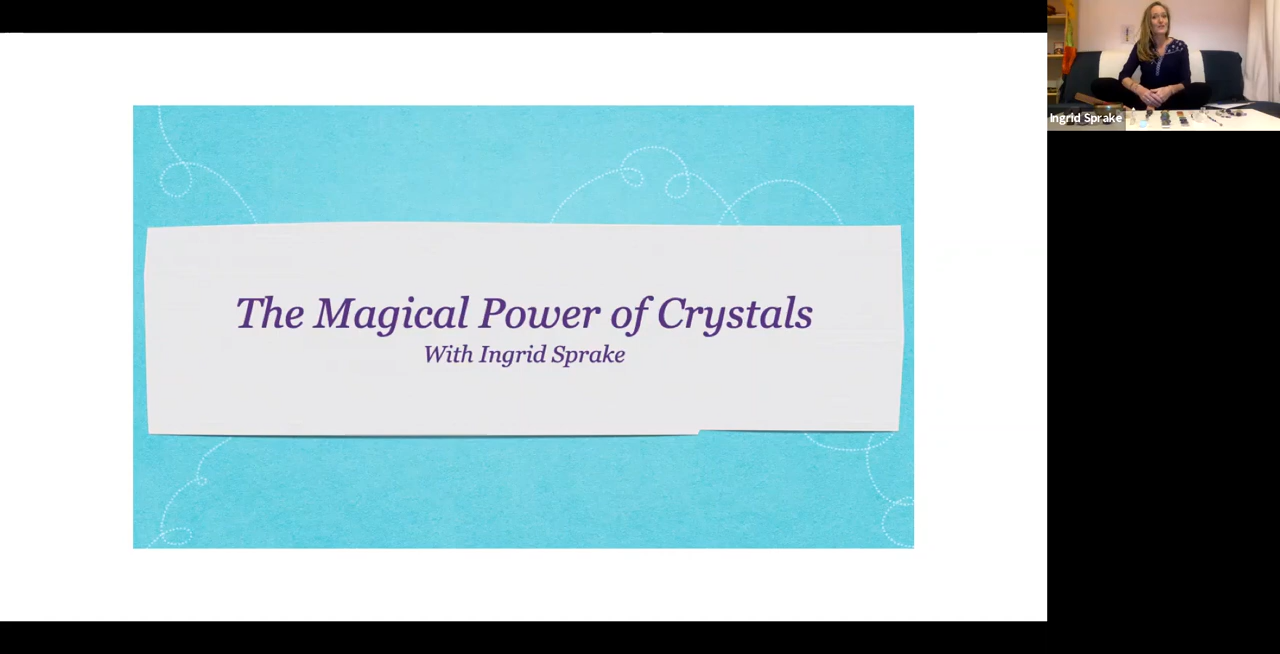 The Magical Power of Crystals
With Ingrid Sprake
Ingrid Sprake